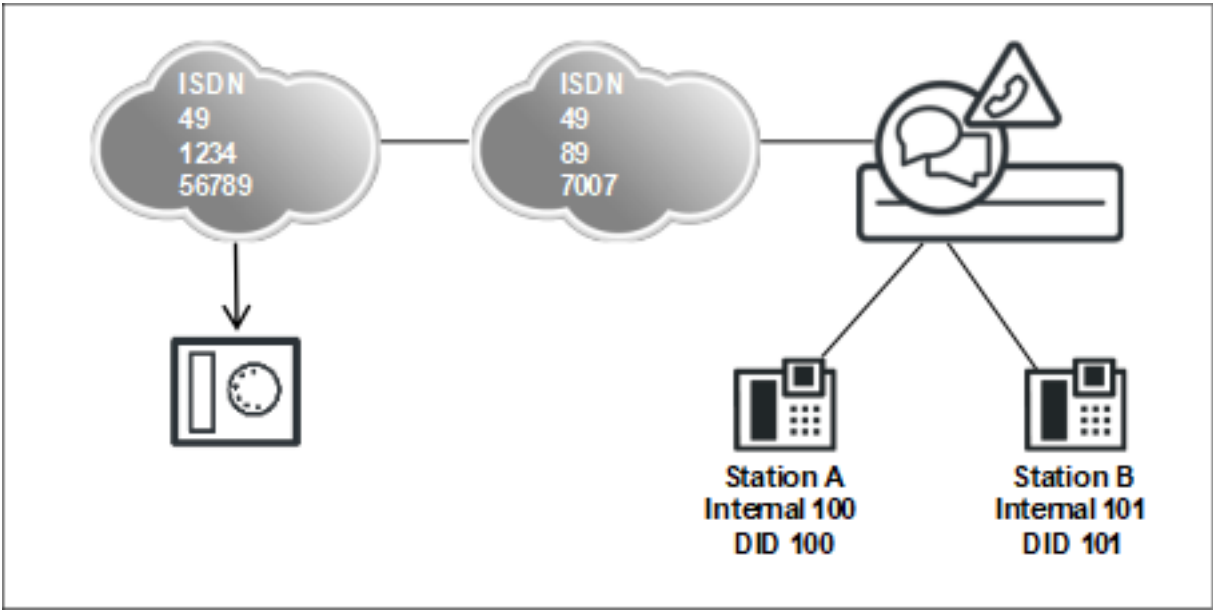 ISDN
49
1234
56789
ISDN
49
89
7007
Station A
Internal 100
DID 100
Station B
Internal 101
DID 101